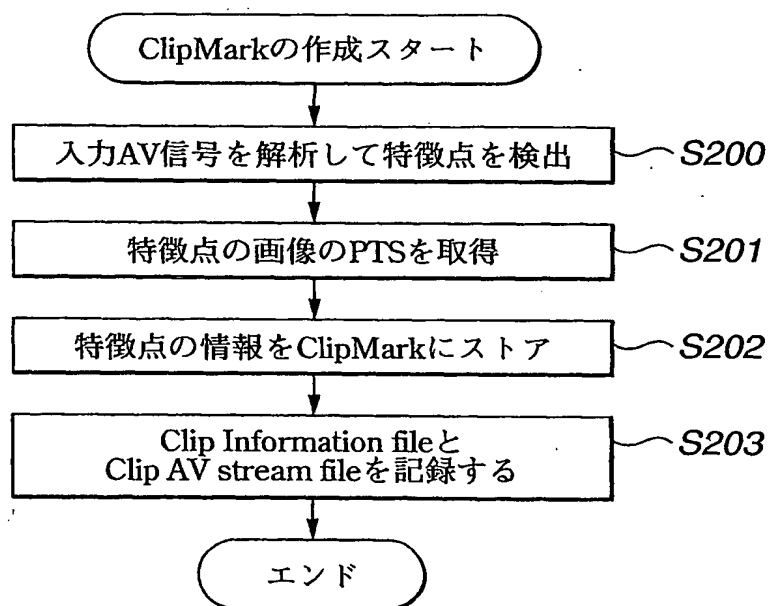 ClipMarkの作成スタート
入力AV信号を解析して特徴点を検出
S200
特徴点の画像のPTSを取得
S201
特徴点の情報をClipMarkにストア
S202
Clip Information fileと
Clip AV stream fileを記録する
S203
エンド